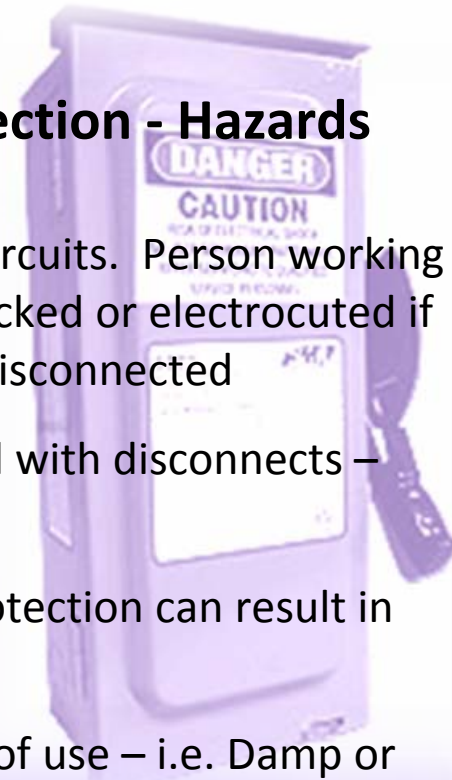 ection - Hazards
DANGER
CAUTION
rcuits.  Person working
cked or electrocuted if
isconnected
l with disconnects –
otection can result in
of use – i.e. Damp or